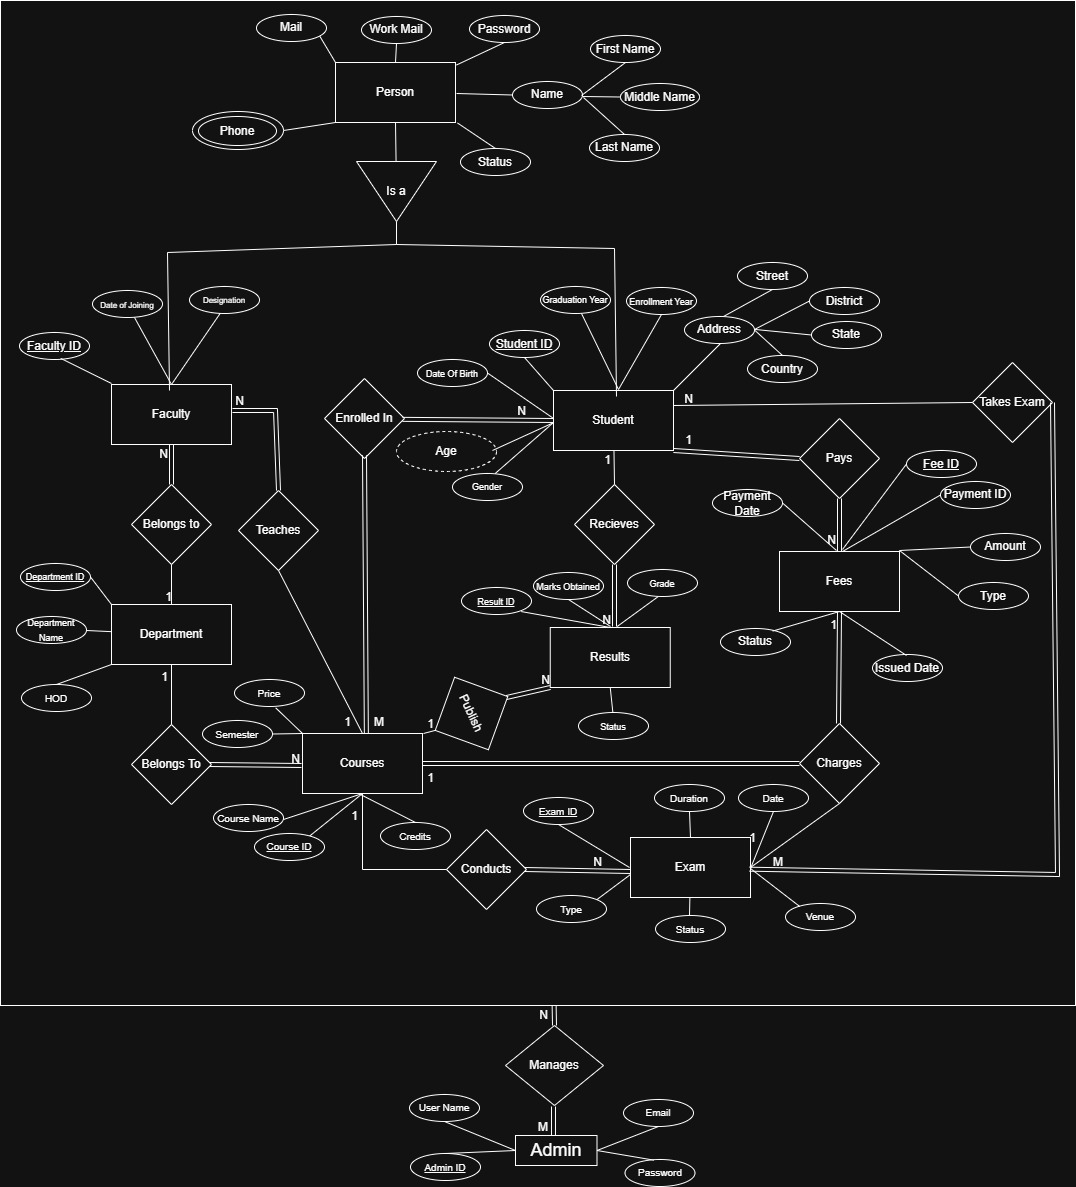 Mail
Work Mail
Password
First Name
Person
Name
Middle Name
Phone
Last Name
Status
Is a
Street
Date of Joining
Designation
Graduation Year
Enrollment Year
District
Address
State
Faculty ID
Student ID
Country
Date Of Birth
N
N
Takes Exam
Faculty
N
Enrolled In
Student
1
Age
N
1
Pays
Fee ID
Gender
Payment ID
Payment
Date
Belongs to
Teaches
Recieves
N
Amount
Department ID
Marks Obtained
Grade
Fees
1
Result ID
Type
Department
Name
Department
N
1
Status
Results
Issued Date
1
N
HOD
Price
Publish
Status
1
M
1
Semester
Belongs To
N
Courses
Charges
1
Course Name
1
Exam ID
Duration
Date
Course ID
Credits
1
Conducts
N
Exam
M
Type
Venue
Status
N
Manages
User Name
Email
M
Admin
Admin ID
Password